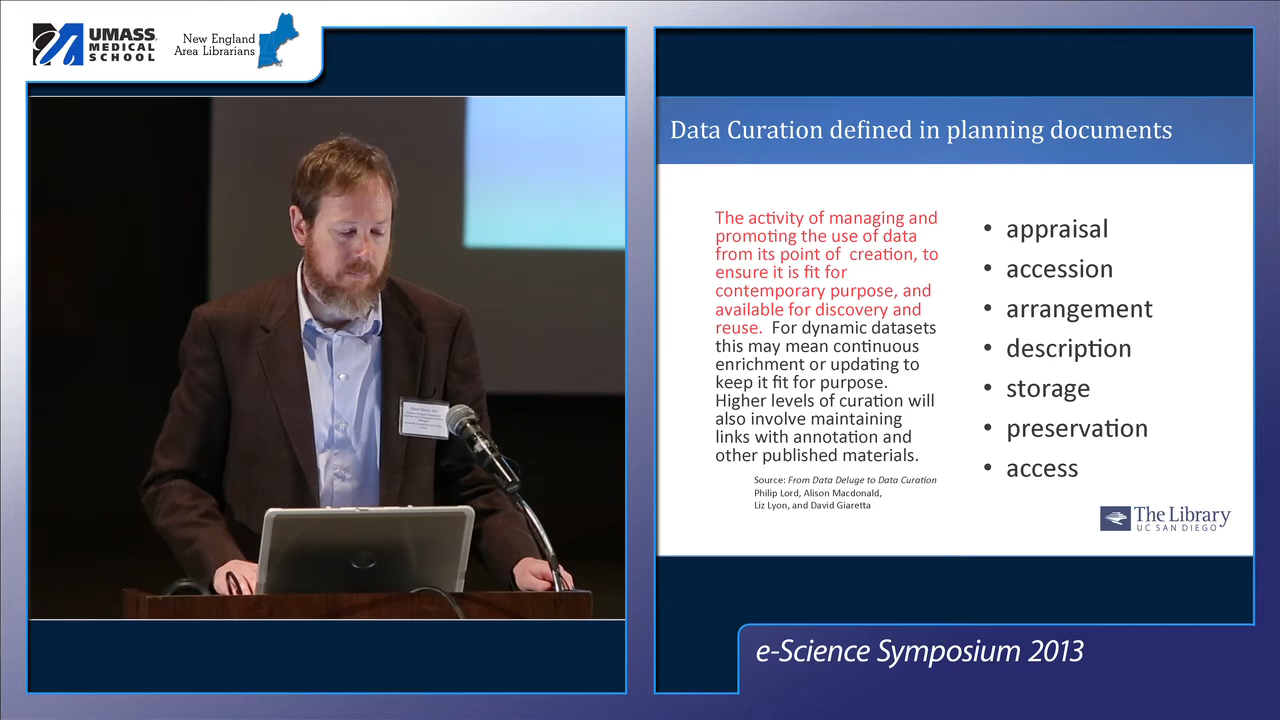 UMASS
MEDICAL
SCHOOL
New England
Area Librarians
Data Curation defined in planning documents
The activity of managing and
promoting the use of data
from its point of creation, to
ensure it is fit for
contemporary purpose, and
available for discovery and
reuse. For dynamic datasets
this may mean continuous
enrichment or updating to
keep it fit for purpose.
Higher levels of curation will
also involve maintaining
links with annotation and
other published materials.
Source: From Data Deluge to Data Curation
Philip Lord, Alison Macdonald,
Liz Lyon, and David Giaretta
• appraisal
• accession
• arrangement
• description
• storage
• preservation
• access
The Library
UC SAN DIEGO
e-Science Symposium 2013